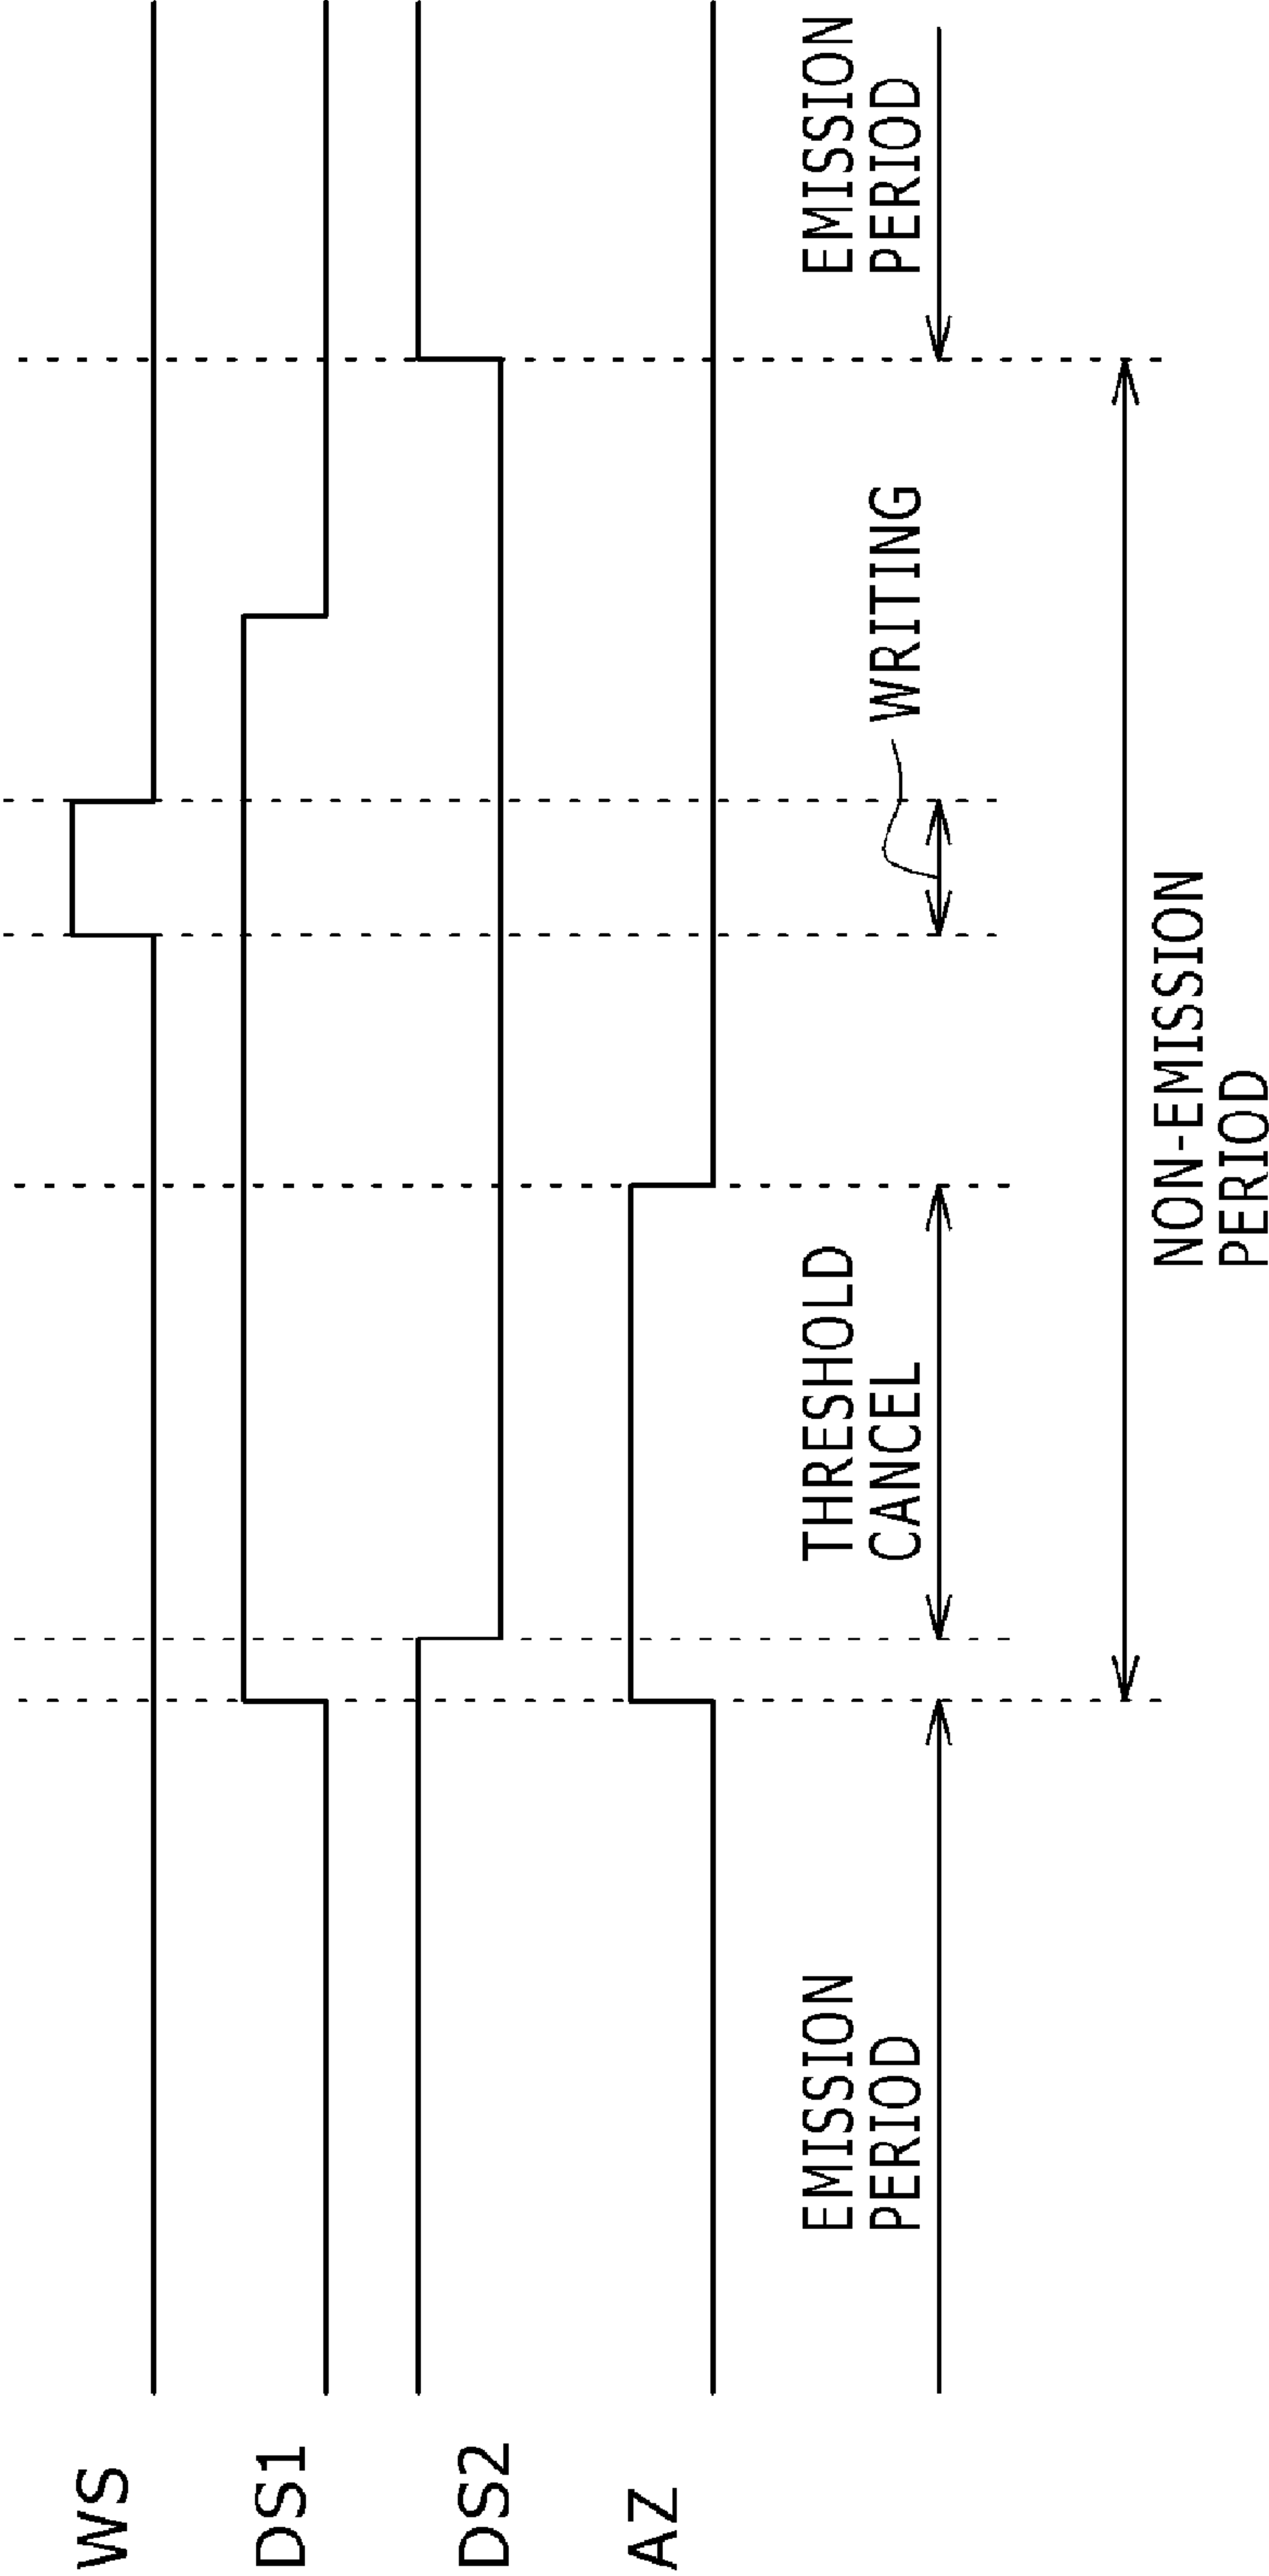 WS
DS1
DS2
AZ
EMISSION
PERIOD
THRESHOLD
CANCEL
WRITING
EMISSION
PERIOD
NON-EMISSION
PERIOD